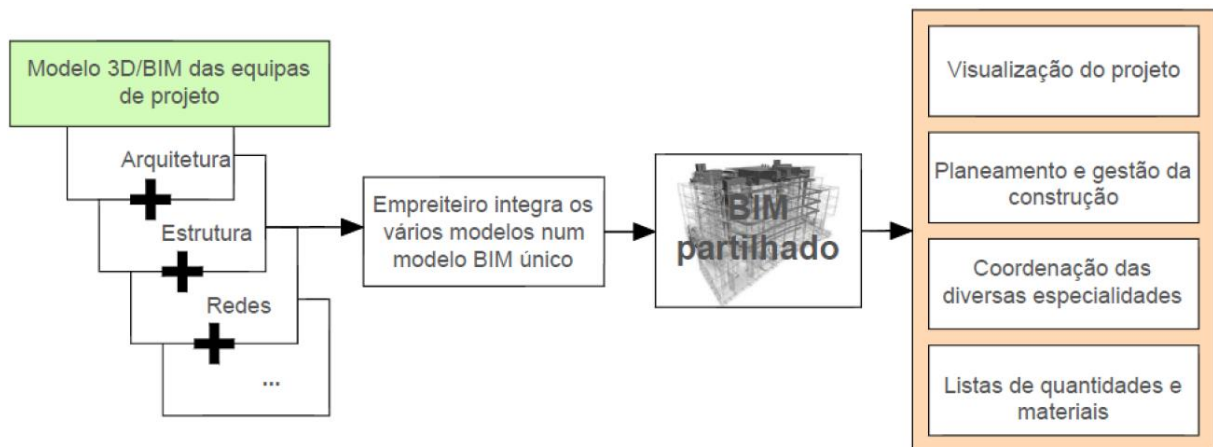 Modelo 3D/BIM das equipas
de projeto
Arquitetura
Estrutura
Redes
...
Empreiteiro integra os
vários modelos num
modelo BIM único
BIM
partilhado
Visualização do projeto
Planeamento e gestão da
construção
Coordenação das
diversas especialidades
Listas de quantidades e
materiais